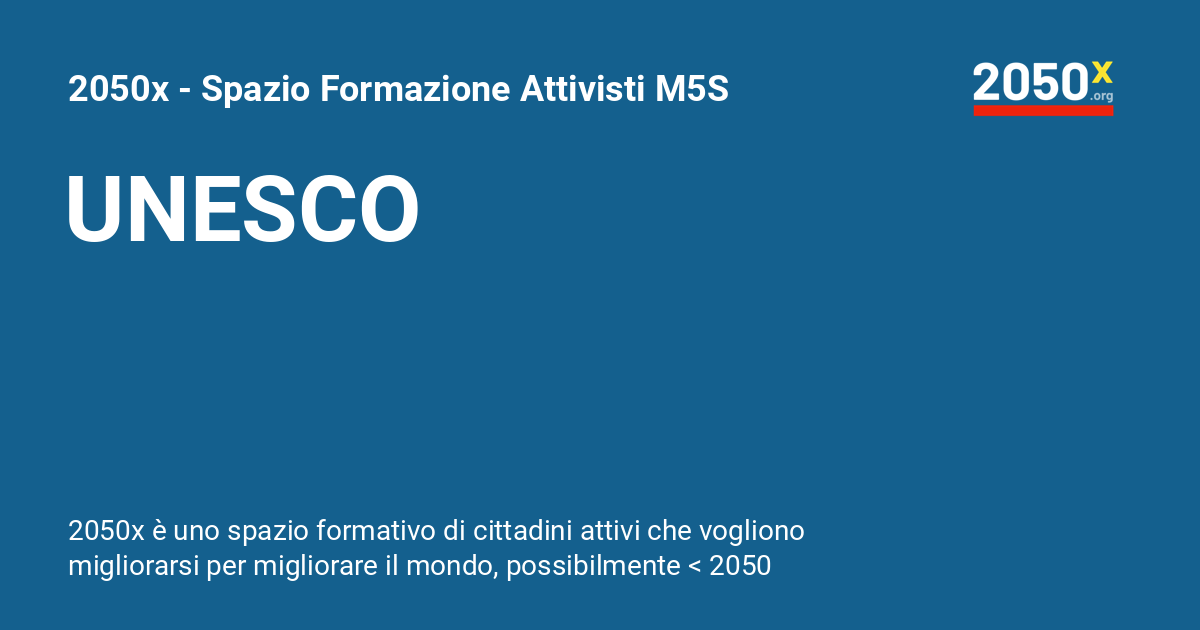 2050x - Spazio Formazione Attivisti M5S
2050x
.org
UNESCO
2050x è uno spazio formativo di cittadini attivi che vogliono
migliorarsi per migliorare il mondo, possibilmente < 2050